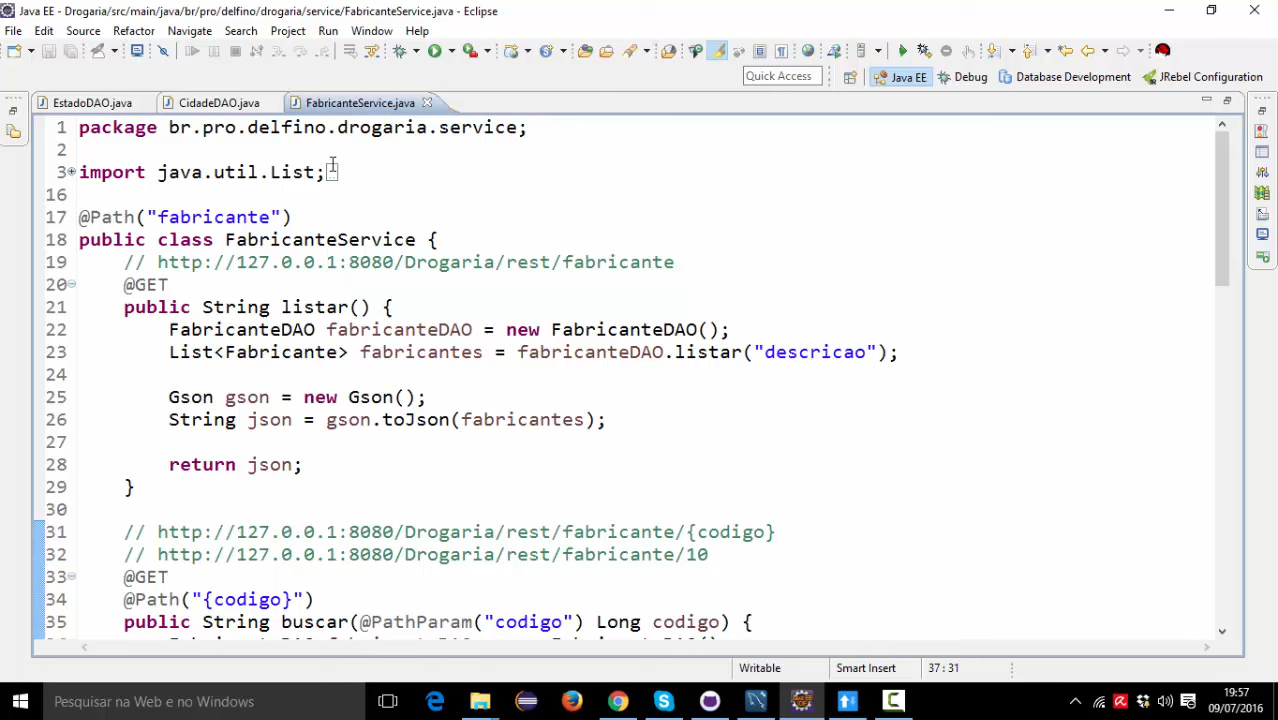 Java EE - Drogaria/src/main/java/br/pro/delfino/drogaria/service/FabricanteService.java - Eclipse
File Edit Source Refactor Navigate Search Project Run Window Help
Quick Access Java EE Debug Database Development JRebel Configuration
EstadoDAO.java CidadeDAO.java FabricanteService.java
1 package br.pro.delfino.drogaria.service;
2
3 import java.util.List;
16
17 @Path("fabricante")
18 public class FabricanteService {
19 // http://127.0.0.1:8080/Drogaria/rest/fabricante
20 @GET
21 public String listar() {
22 FabricanteDAO fabricanteDAO = new FabricanteDAO();
23 List<Fabricante> fabricantes = fabricanteDAO.listar("descricao");
24
25 Gson gson = new Gson();
26 String json = gson.toJson(fabricantes);
27
28 return json;
29 }
30
31 // http://127.0.0.1:8080/Drogaria/rest/fabricante/{codigo}
32 // http://127.0.0.1:8080/Drogaria/rest/fabricante/10
33 @GET
34 @Path("{codigo}")
35 public String buscar(@PathParam("codigo") Long codigo) {
Writable Smart Insert 37 : 31
Pesquisar na Web e no Windows
19:57
09/07/2016